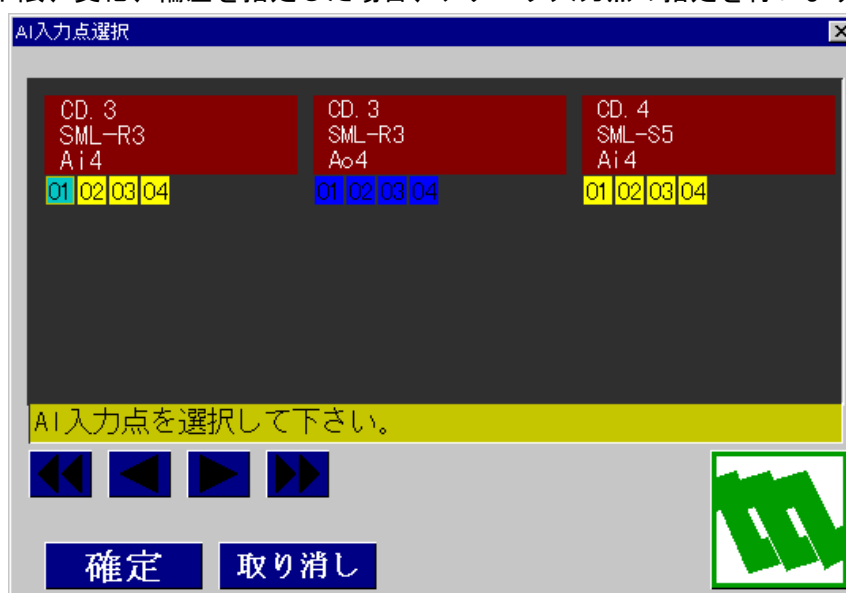 AI入力点選択
CD. 3
SML-R3
Ai4
01 02 03 04
CD. 3
SML-R3
Ao4
01 02 03 04
CD. 4
SML-S5
Ai4
01 02 03 04
AI入力点を選択して下さい。
確定
取り消し